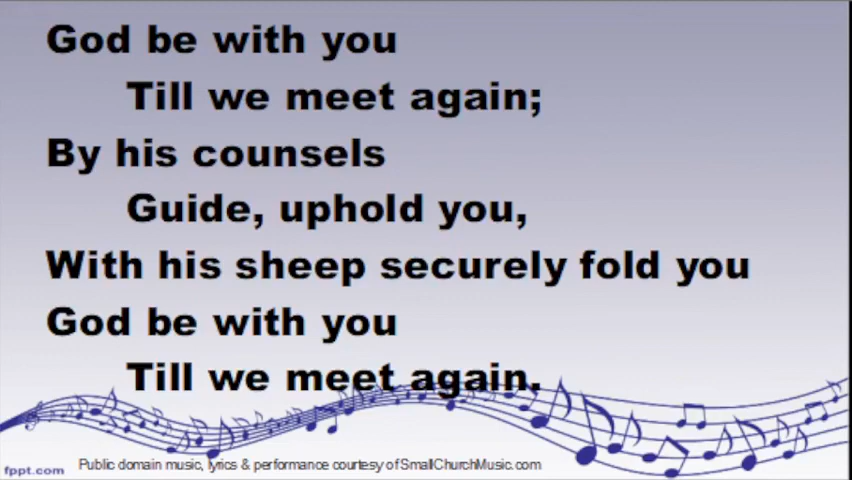 God be with you
Till we meet again;
By his counsels
Guide, uphold you,
With his sheep securely fold you
God be with you
Till we meet again.
Public domain music, lyrics & performance courtesy of SmallChurchMusic.com
fppt.com